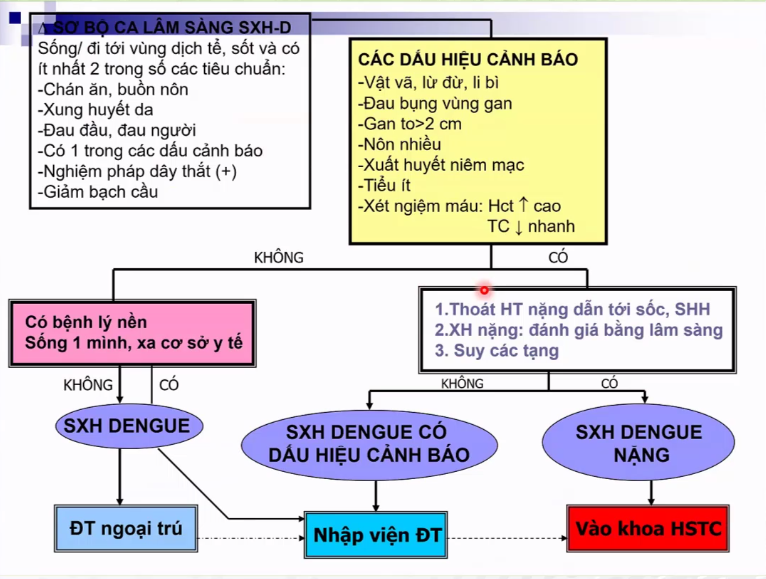 Δ SƠ BỘ CA LÂM SÀNG SXH-D
Sống/ đi tới vùng dịch tể, sốt và có
ít nhất 2 trong số các tiêu chuẩn:
-Chán ăn, buồn nôn
-Xung huyết da
-Đau đầu, đau người
-Có 1 trong các dấu cảnh báo
-Nghiệm pháp dây thắt (+)
-Giảm bạch cầu
CÁC DẤU HIỆU CẢNH BÁO
-Vật vã, lừ đừ, li bì
-Đau bụng vùng gan
-Gan to>2 cm
-Nôn nhiều
-Xuất huyết niêm mạc
-Tiểu ít
-Xét ngiệm máu: Hct ↑ cao
TC ↓ nhanh
KHÔNG
CÓ
Có bệnh lý nền
Sống 1 mình, xa cơ sở y tế
1.Thoát HT nặng dẫn tới sốc, SHH
2.XH nặng: đánh giá bằng lâm sàng
3. Suy các tạng
KHÔNG
CÓ
KHÔNG
CÓ
SXH DENGUE
SXH DENGUE CÓ
DẤU HIỆU CẢNH BÁO
SXH DENGUE
NẶNG
ĐT ngoại trú
Nhập viện ĐT
Vào khoa HSTC